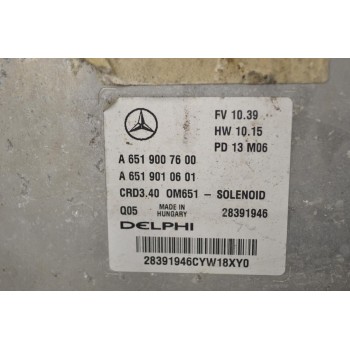 FV 10.39
HW 10.15
PD 13 M06
A 651 900 76 00
A 651 901 06 01
CRD3.40 OM651 - SOLENOID
Q05 MADE IN HUNGARY 28391946
DELPHI
28391946CYW18XY0